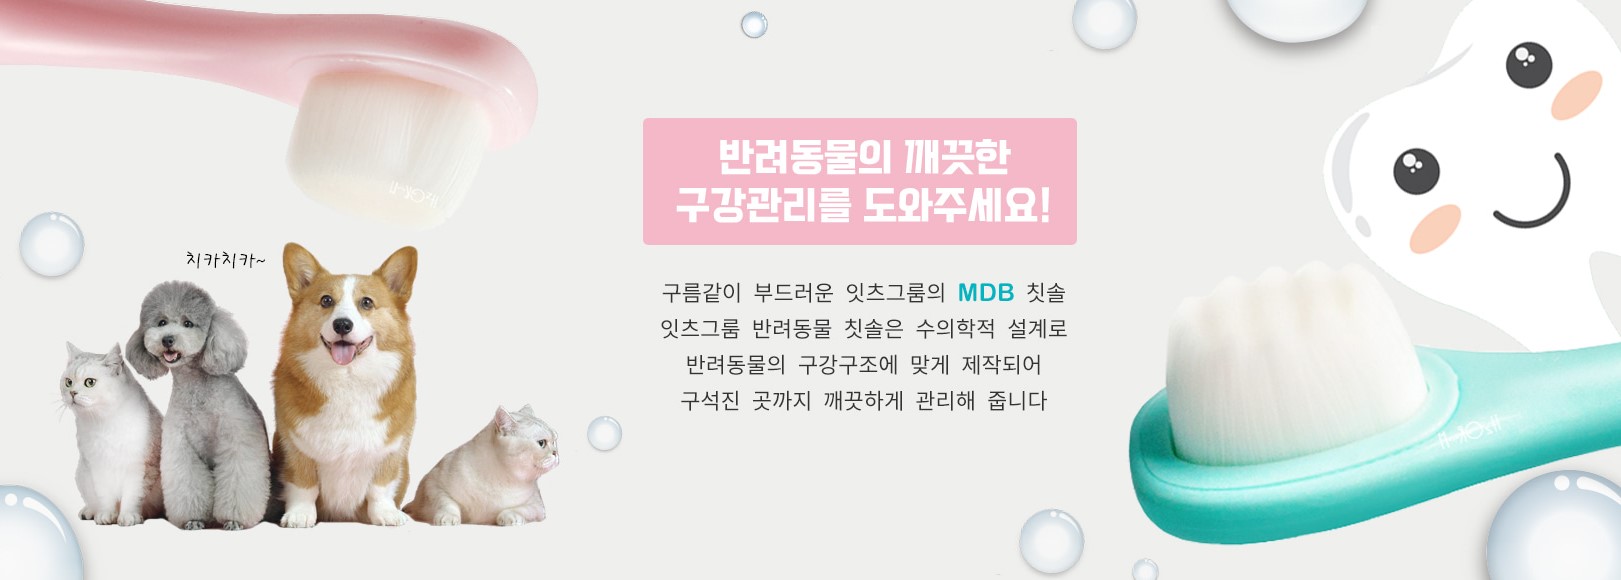 치카치카~
반려동물의 깨끗한
구강관리를 도와주세요!
구름같이 부드러운 잇츠그룸의 MDB 칫솔
잇츠그룸 반려동물 칫솔은 수의학적 설계로
반려동물의 구강구조에 맞게 제작되어
구석진 곳까지 깨끗하게 관리해 줍니다